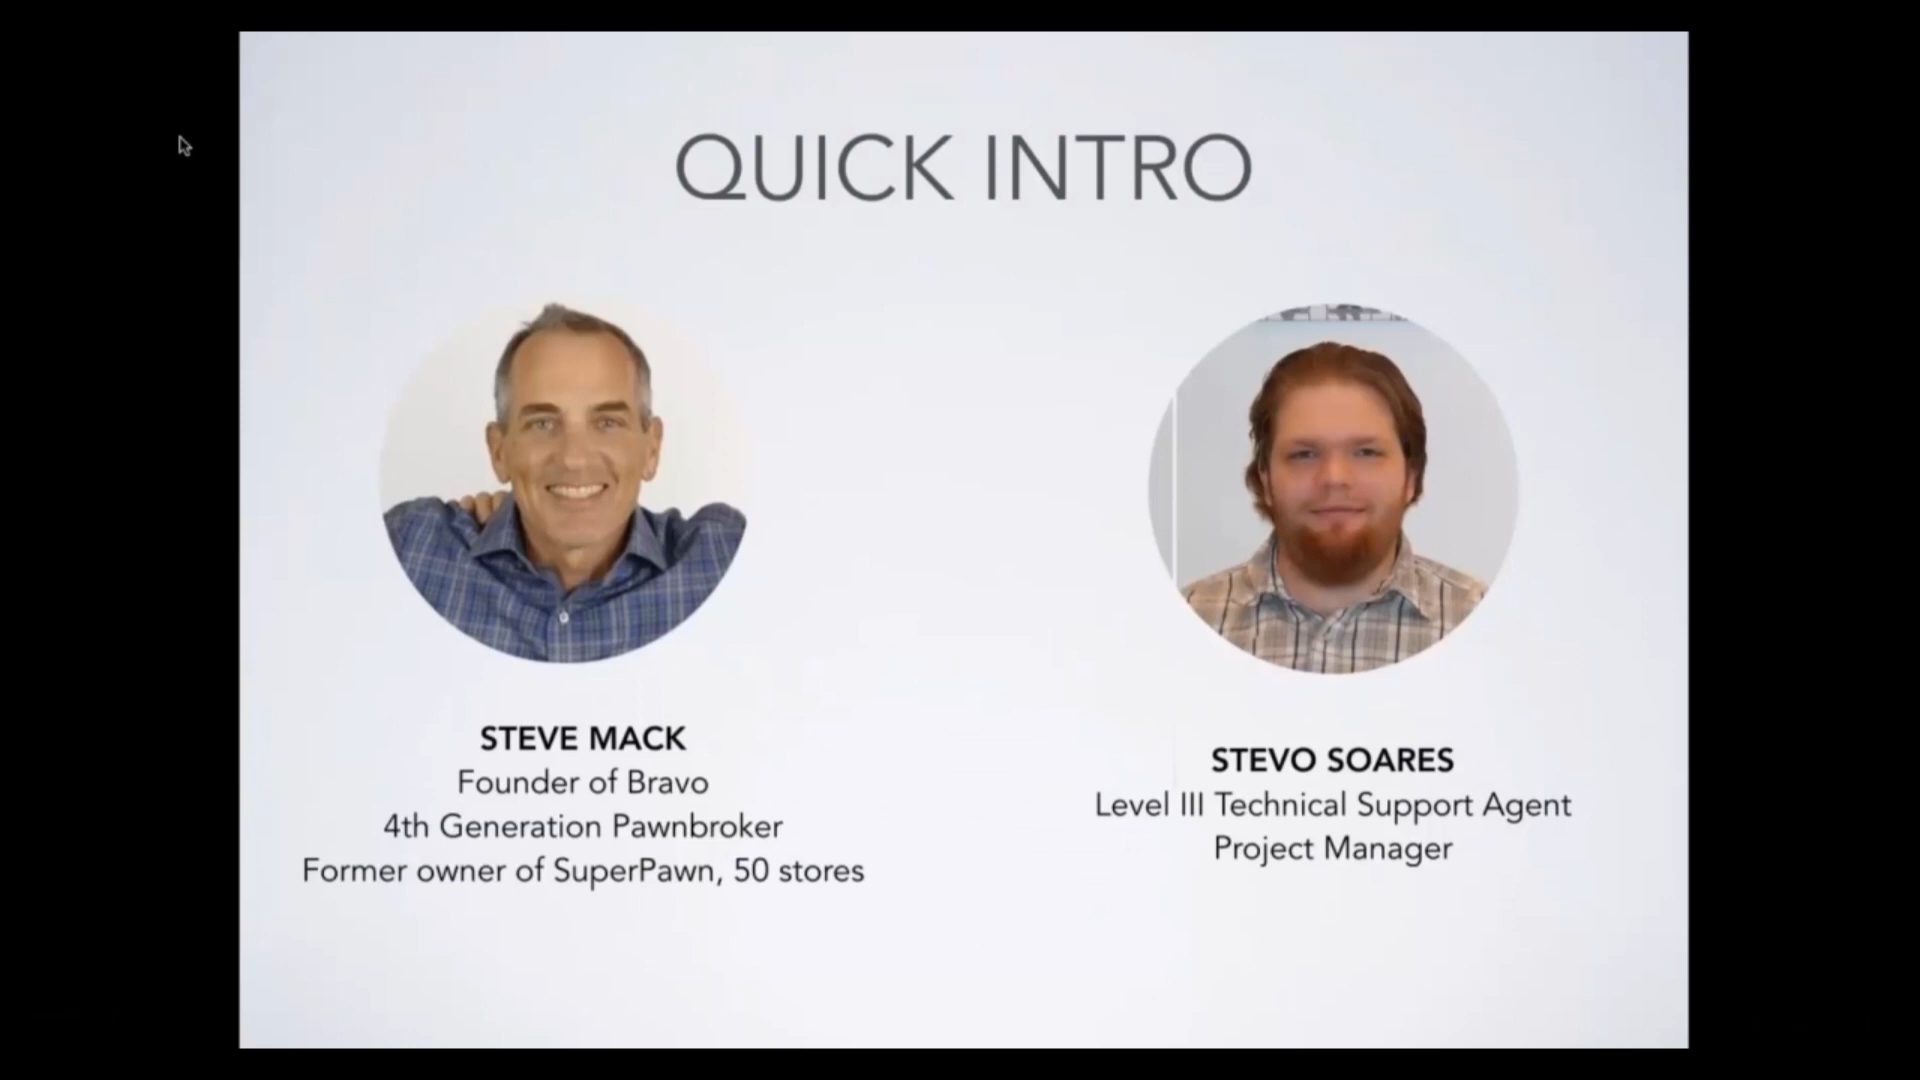 QUICK INTRO
STEVE MACK
Founder of Bravo
4th Generation Pawnbroker
Former owner of SuperPawn, 50 stores
STEVO SOARES
Level III Technical Support Agent
Project Manager